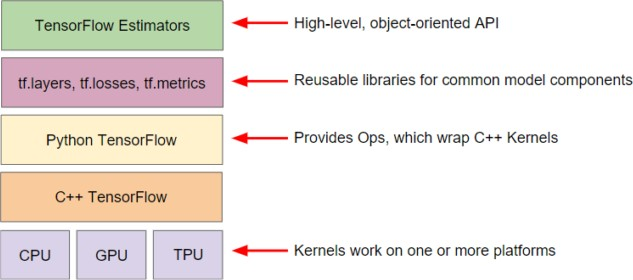 TensorFlow Estimators
High-level, object-oriented API
tf.layers, tf.losses, tf.metrics
Reusable libraries for common model components
Python TensorFlow
Provides Ops, which wrap C++ Kernels
C++ TensorFlow
CPU GPU TPU
Kernels work on one or more platforms